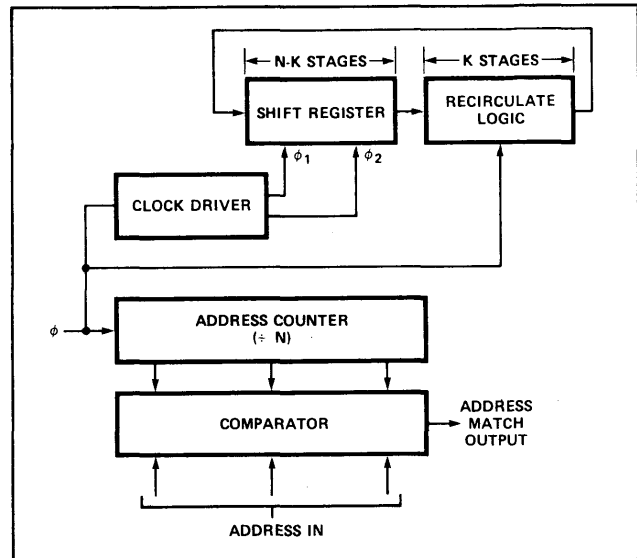 N-K STAGES
K STAGES
SHIFT REGISTER
RECIRCULATE
LOGIC
ϕ1
ϕ2
CLOCK DRIVER
ϕ
ADDRESS COUNTER
(÷ N)
COMPARATOR
ADDRESS
MATCH
OUTPUT
ADDRESS IN